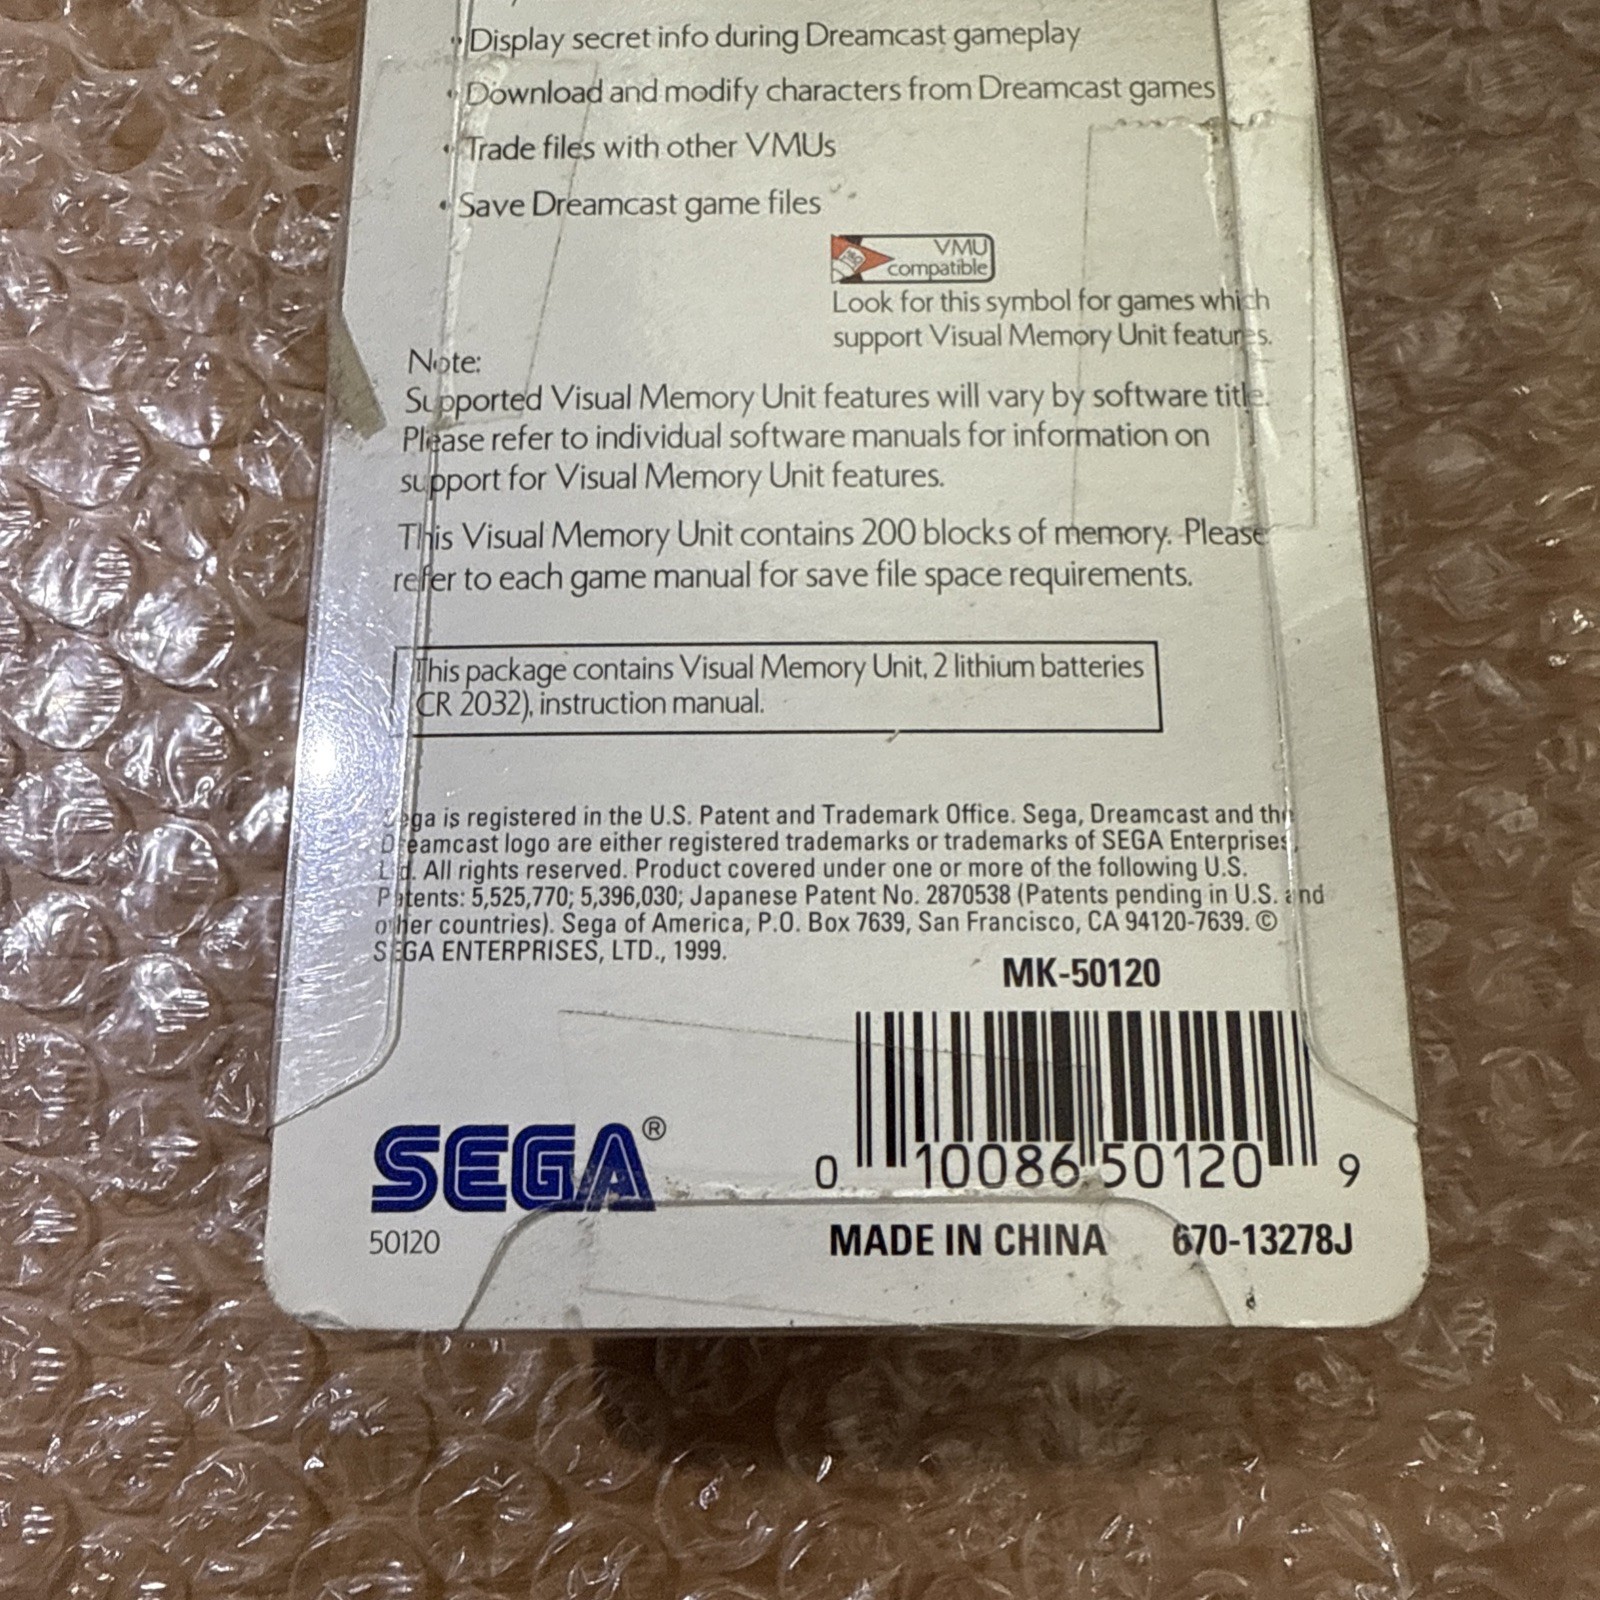 • Display secret info during Dreamcast gameplay
• Download and modify characters from Dreamcast games
• Trade files with other VMUs
• Save Dreamcast game files
VMU
compatible
Look for this symbol for games which
support Visual Memory Unit features.
Note:
Supported Visual Memory Unit features will vary by software title.
Please refer to individual software manuals for information on
support for Visual Memory Unit features.
This Visual Memory Unit contains 200 blocks of memory. Please
refer to each game manual for save file space requirements.
This package contains Visual Memory Unit, 2 lithium batteries
CR 2032), instruction manual.
Sega is registered in the U.S. Patent and Trademark Office. Sega, Dreamcast and the
Dreamcast logo are either registered trademarks or trademarks of SEGA Enterprises,
Ltd. All rights reserved. Product covered under one or more of the following U.S.
Patents: 5,525,770; 5,396,030; Japanese Patent No. 2870538 (Patents pending in U.S. and
other countries). Sega of America, P.O. Box 7639, San Francisco, CA 94120-7639. ©
SEGA ENTERPRISES, LTD., 1999.
MK-50120
0 10086 50120 9
SEGA®
50120
MADE IN CHINA 670-13278J